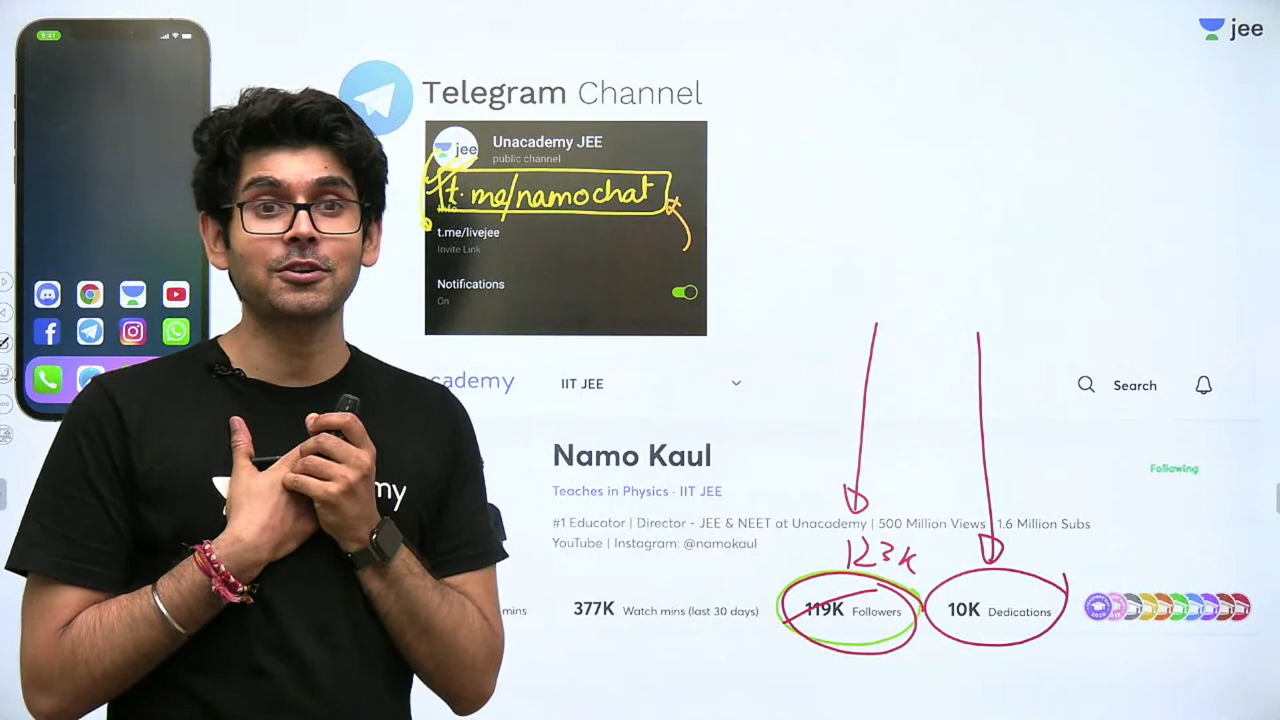 9:41
jee
Telegram Channel
jee
Unacademy JEE
public channel
t.me/namochat
t.me/livejee
Invite Link
Notifications
On
cademy
IIT JEE
Search
Namo Kaul
Following
Teaches in Physics · IIT JEE
#1 Educator | Director - JEE & NEET at Unacademy | 500 Million Views | 1.6 Million Subs
YouTube | Instagram: @namokaul
123K
mins
377K Watch mins (last 30 days)
119K Followers
10K Dedications
my